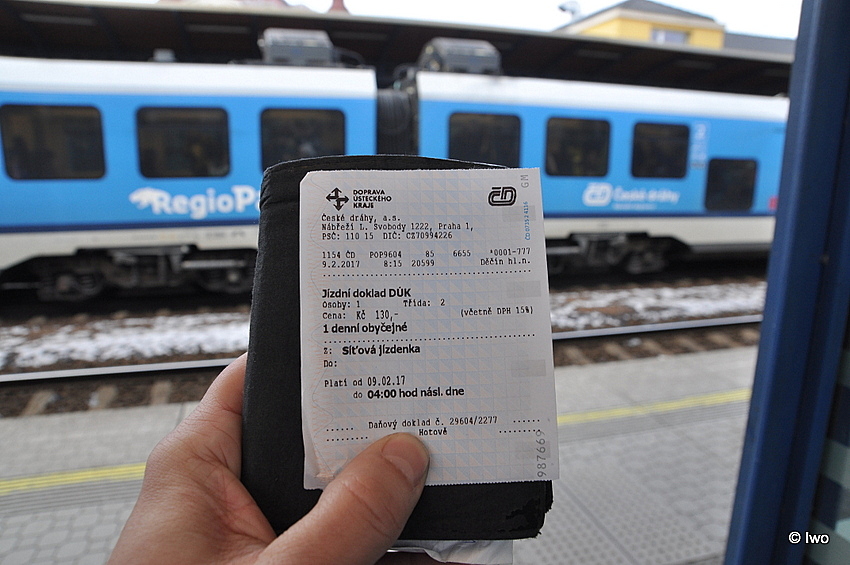 RegioPa
České dráhy
DOPRAVA
ÚSTECKÉHO
KRAJE
ČD
GM
České dráhy, a.s.
Nábřeží L. Svobody 1222, Praha 1,
PSČ: 110 15 DIČ: CZ70994226
1154 ČD POP9604 85 6655 *0001-777
9.2.2017 8:15 20599 Děčín hl.n.
Jízdní doklad DÚK
Osoby: 1 Třída: 2
Cena: Kč 130,- (včetně DPH 15%)
1 denní obyčejné
Z: Síťová jízdenka
Do:
Platí od 09.02.17
do 04:00 hod násl. dne
...... Daňový doklad č. 29604/2277 ......
......... Hotově .........
987669
© Iwo